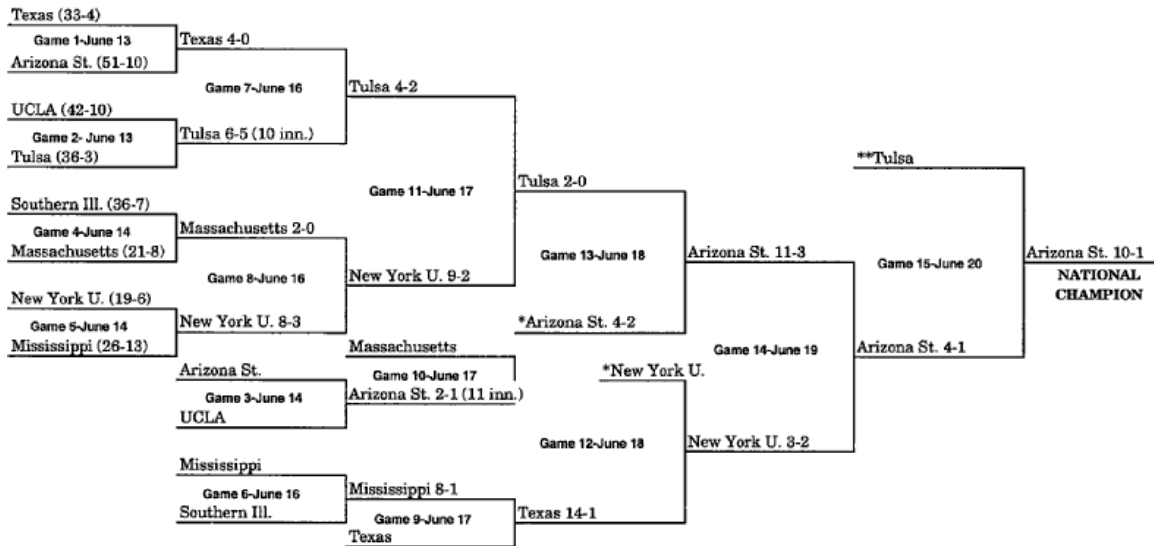 Texas (33-4)
Game 1-June 13
Texas 4-0
Arizona St. (51-10)
Game 7-June 16
Tulsa 4-2
UCLA (42-10)
Game 2- June 13
Tulsa 6-5 (10 inn.)
Tulsa (36-3)
**Tulsa
Game 11-June 17
Tulsa 2-0
Southern Ill. (36-7)
Game 4-June 14
Massachusetts 2-0
Massachusetts (21-8)
Game 13-June 18
Arizona St. 11-3
Game 15-June 20
Arizona St. 10-1
NATIONAL
CHAMPION
Game 8-June 16
New York U. 9-2
New York U. (19-6)
Game 5-June 14
New York U. 8-3
*Arizona St. 4-2
Mississippi (26-13)
Massachusetts
Game 14-June 19
Arizona St. 4-1
Arizona St.
Game 10-June 17
*New York U.
Game 3-June 14
Arizona St. 2-1 (11 inn.)
UCLA
Game 12-June 18
New York U. 3-2
Mississippi
Game 6-June 16
Mississippi 8-1
Southern Ill.
Game 9-June 17
Texas 14-1
Texas